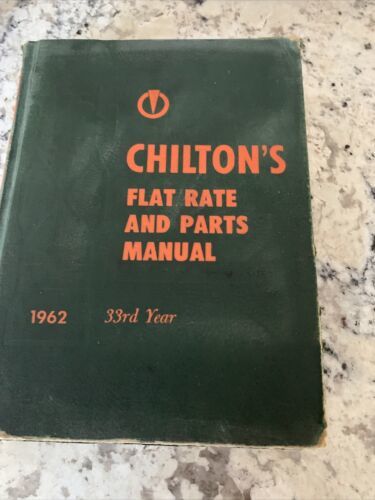 CHILTON'S
FLAT RATE
AND PARTS
MANUAL
1962 33rd Year